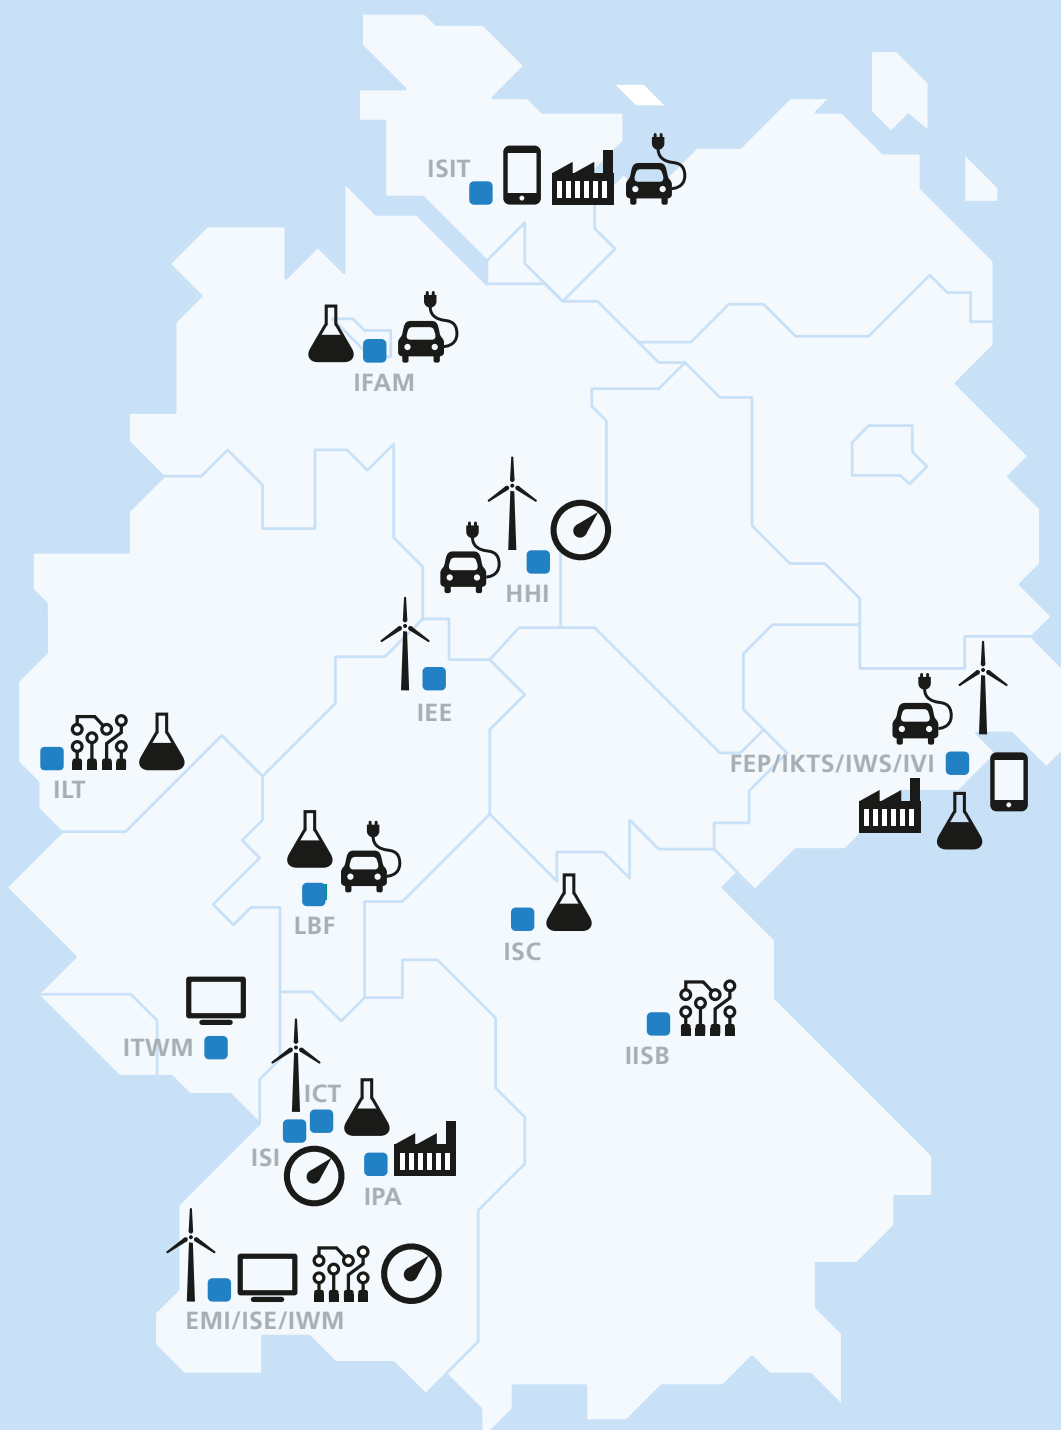 ISIT
IFAM
HHI
IEE
FEP/IKTS/IWS/IVI
ILT
LBF
ISC
ITWM
IISB
ICT
ISI
IPA
EMI/ISE/IWM